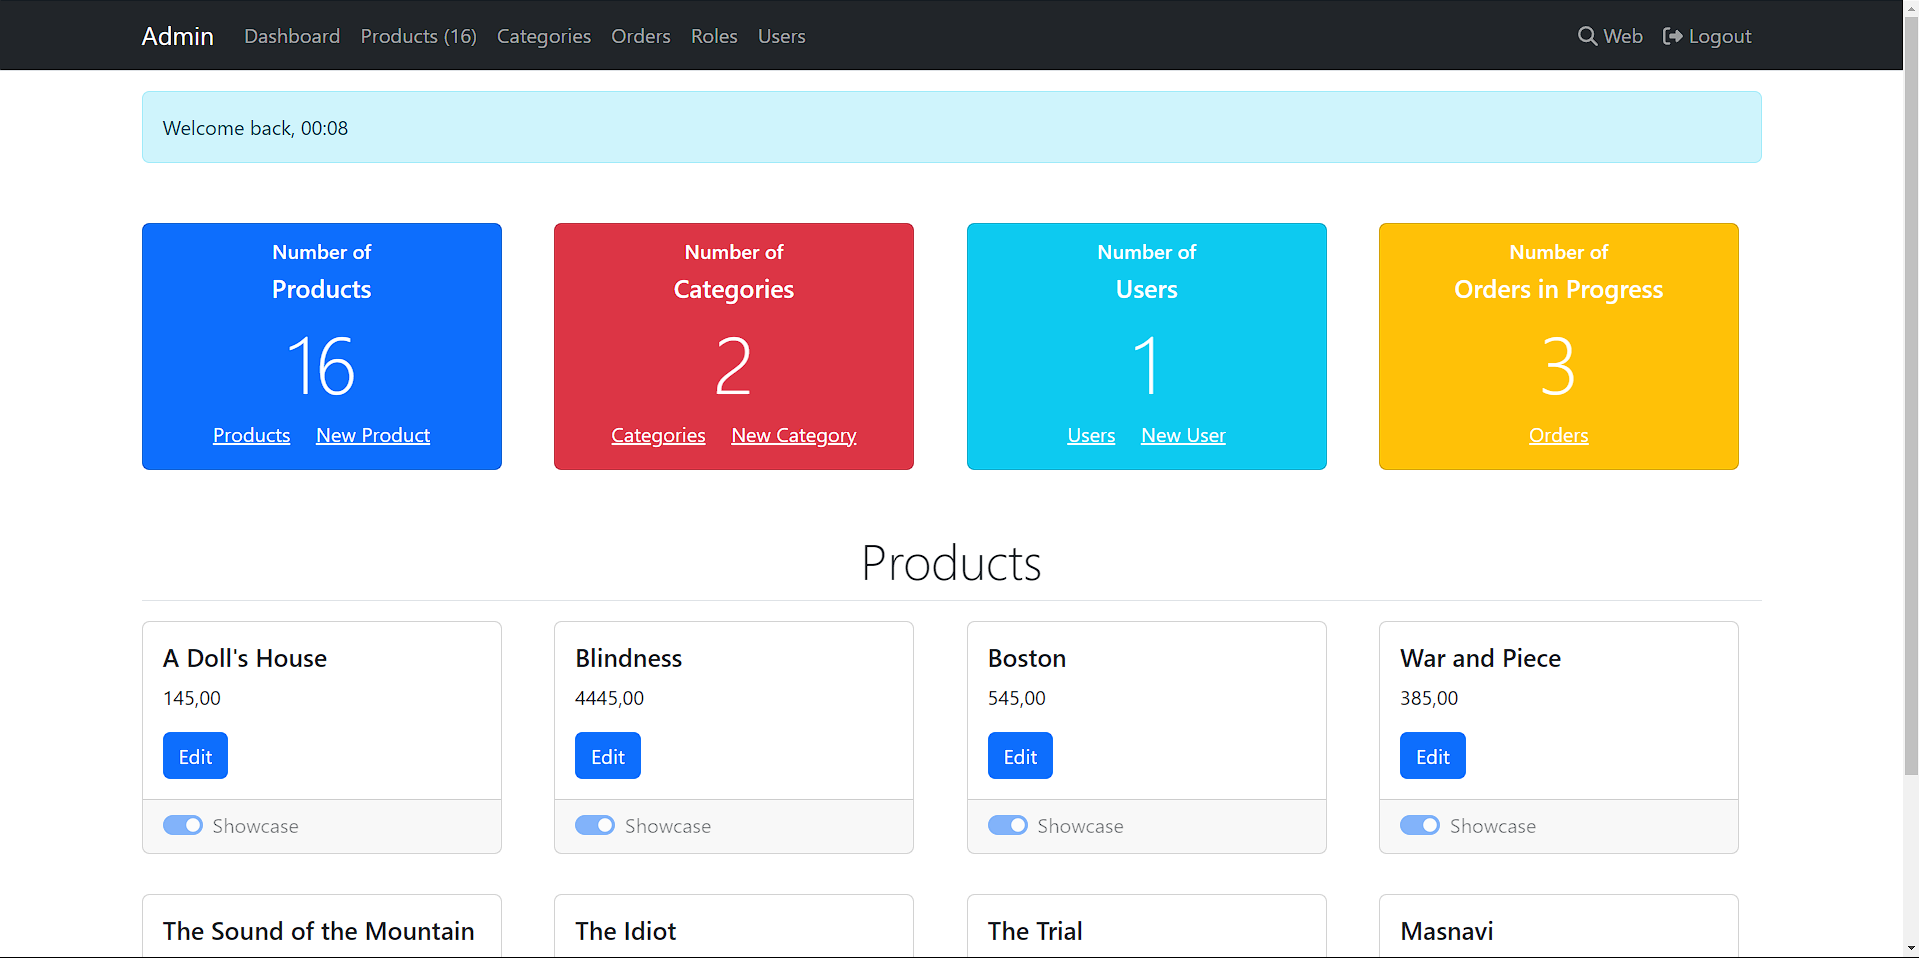 Admin Dashboard Products (16) Categories Orders Roles Users Web Logout
Welcome back, 00:08
Number of
Products
16
Products New Product
Number of
Categories
2
Categories New Category
Number of
Users
1
Users New User
Number of
Orders in Progress
3
Orders
Products
A Doll's House
145,00
Edit
Showcase
Blindness
4445,00
Edit
Showcase
Boston
545,00
Edit
Showcase
War and Piece
385,00
Edit
Showcase
The Sound of the Mountain
The Idiot
The Trial
Masnavi